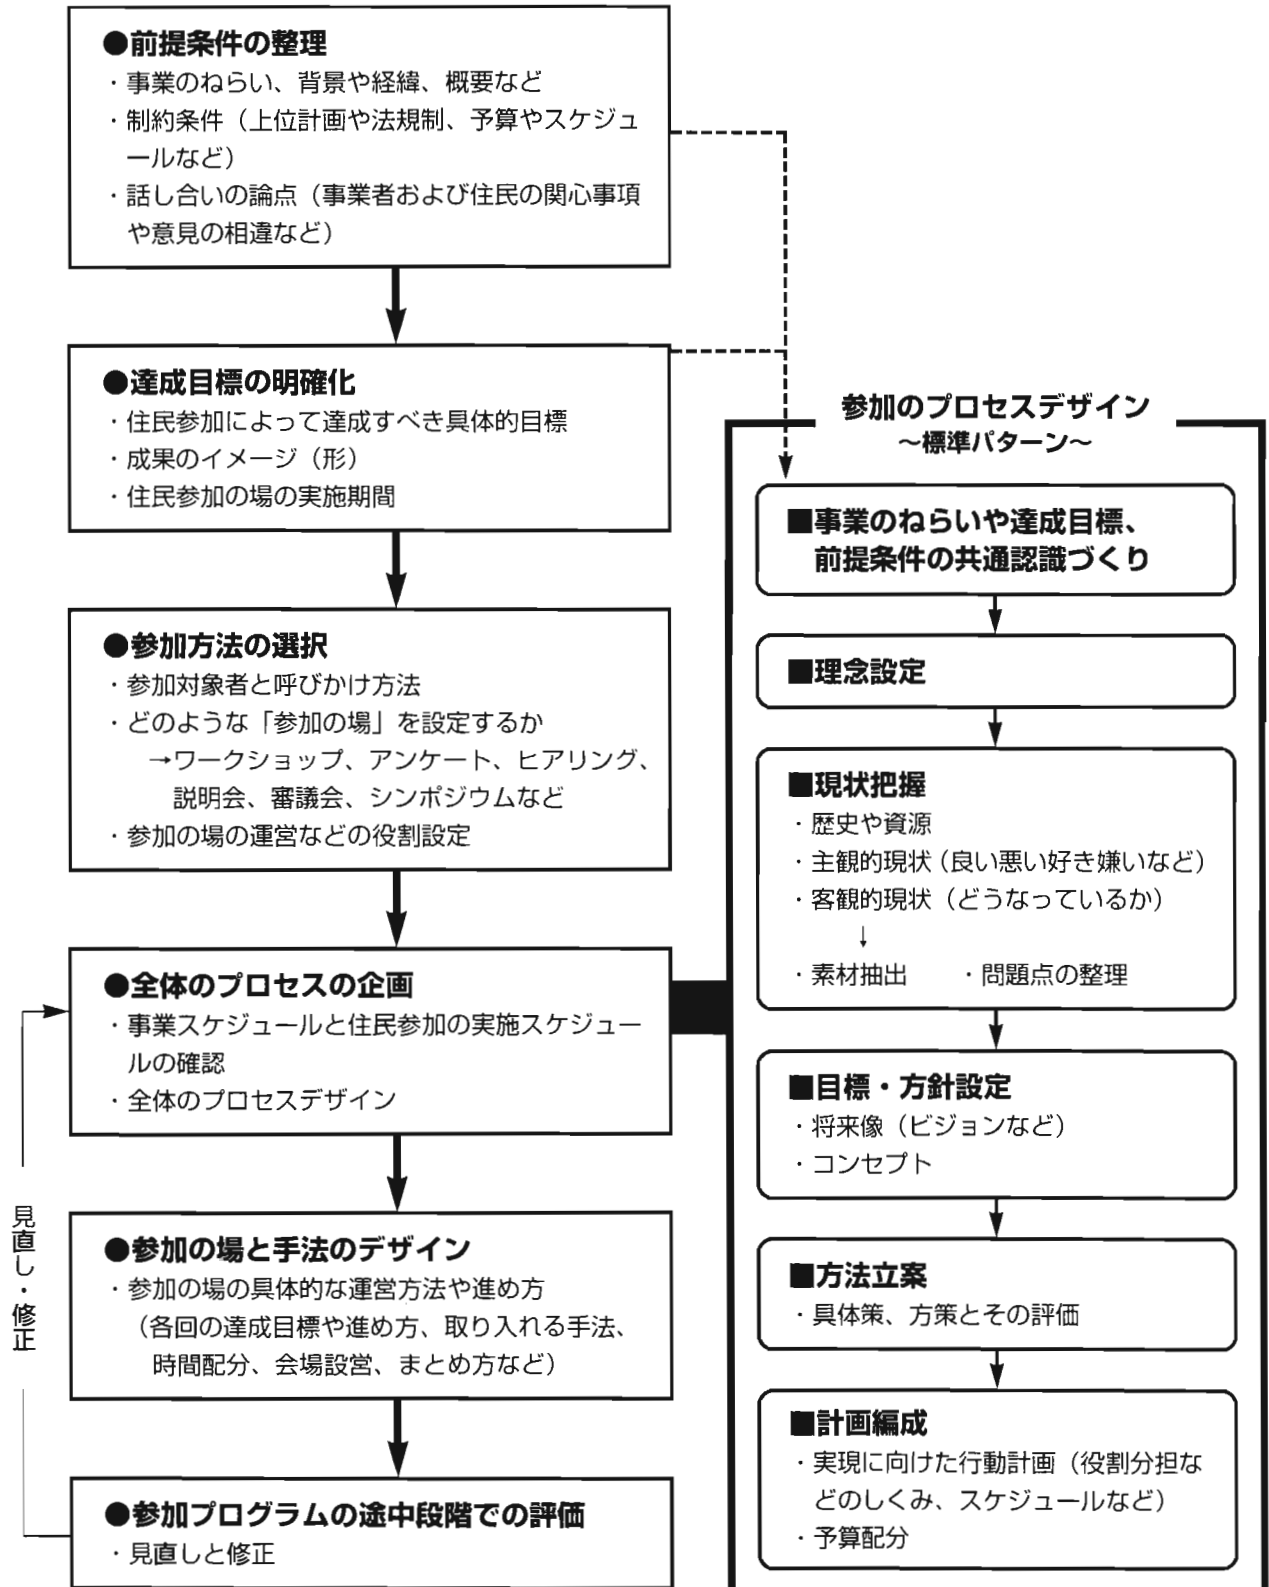 ●前提条件の整理
・事業のねらい、背景や経緯、概要など
・制約条件（上位計画や法規制、予算やスケジュ
ールなど）
・話し合いの論点（事業者および住民の関心事項
や意見の相違など）
●達成目標の明確化
・住民参加によって達成すべき具体的目標
・成果のイメージ（形）
・住民参加の場の実施期間
●参加方法の選択
・参加対象者と呼びかけ方法
・どのような「参加の場」を設定するか
→ワークショップ、アンケート、ヒアリング、
説明会、審議会、シンポジウムなど
・参加の場の運営などの役割設定
●全体のプロセスの企画
・事業スケジュールと住民参加の実施スケジュー
ルの確認
・全体のプロセスデザイン
●参加の場と手法のデザイン
・参加の場の具体的な運営方法や進め方
（各回の達成目標や進め方、取り入れる手法、
時間配分、会場設営、まとめ方など）
●参加プログラムの途中段階での評価
・見直しと修正
見直し・修正
参加のプロセスデザイン
〜標準パターン〜
■事業のねらいや達成目標、
前提条件の共通認識づくり
■理念設定
■現状把握
・歴史や資源
・主観的現状（良い悪い好き嫌いなど）
・客観的現状（どうなっているか）
↓
・素材抽出　・問題点の整理
■目標・方針設定
・将来像（ビジョンなど）
・コンセプト
■方法立案
・具体策、方策とその評価
■計画編成
・実現に向けた行動計画（役割分担な
どのしくみ、スケジュールなど）
・予算配分